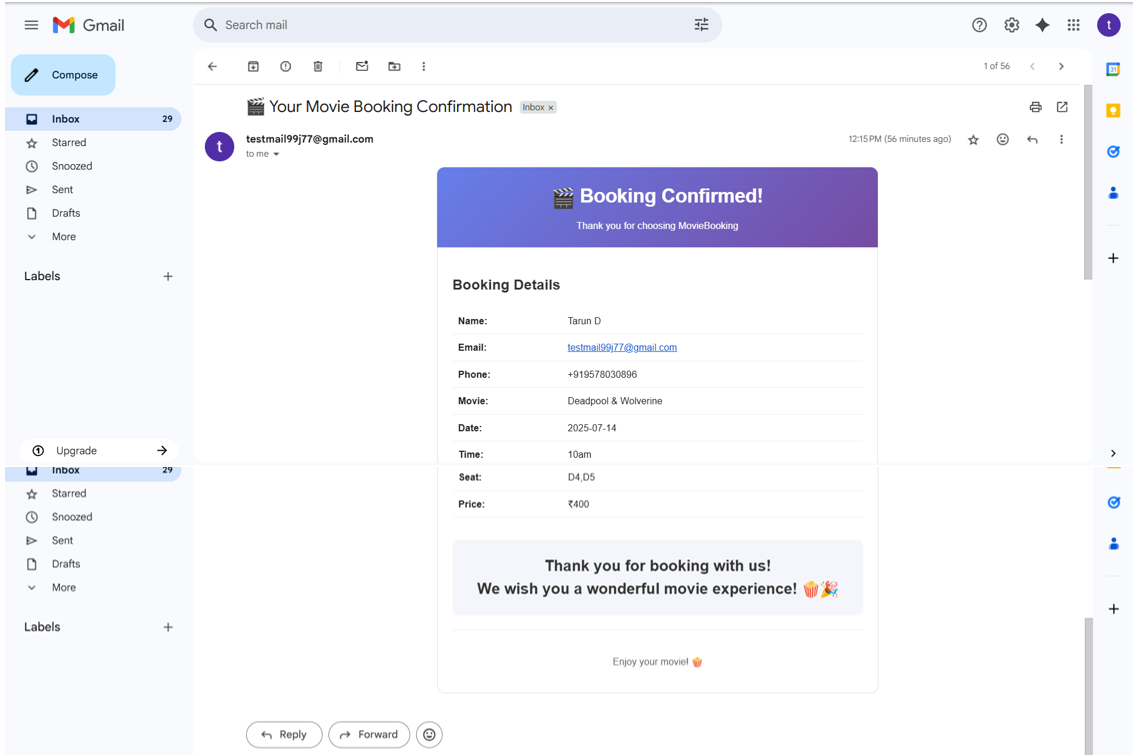 Gmail
Search mail
t
Compose
1 of 56
Inbox 29
Starred
Snoozed
Sent
Drafts
More
Labels
Upgrade
🎬 Your Movie Booking Confirmation Inbox ×
t
testmail99j77@gmail.com
12:15 PM (56 minutes ago)
to me
🎬 Booking Confirmed!
Thank you for choosing MovieBooking
Booking Details
Name: Tarun D
Email: testmail99j77@gmail.com
Phone: +919578030896
Movie: Deadpool & Wolverine
Date: 2025-07-14
Time: 10am
Inbox 29
Starred
Snoozed
Sent
Drafts
More
Labels
Seat: D4,D5
Price: ₹400
Thank you for booking with us!
We wish you a wonderful movie experience! 🍿🎉
Enjoy your movie! 🍿
Reply
Forward
31